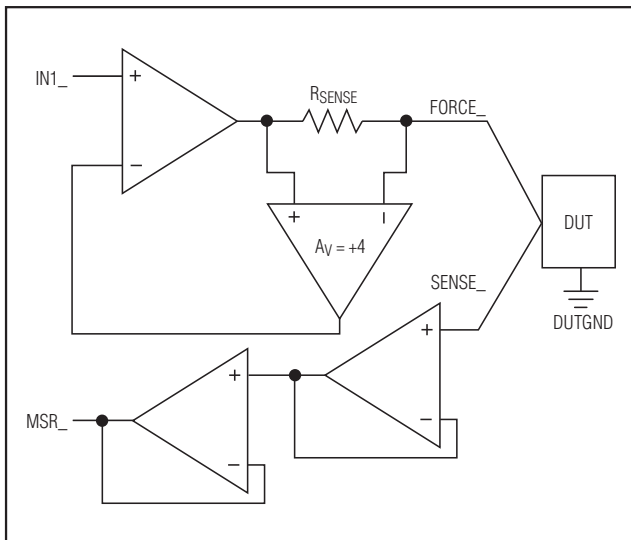 IN1_
+
−
RSENSE
FORCE_
+
−
AV = +4
DUT
SENSE_
DUTGND
+
−
+
−
MSR_